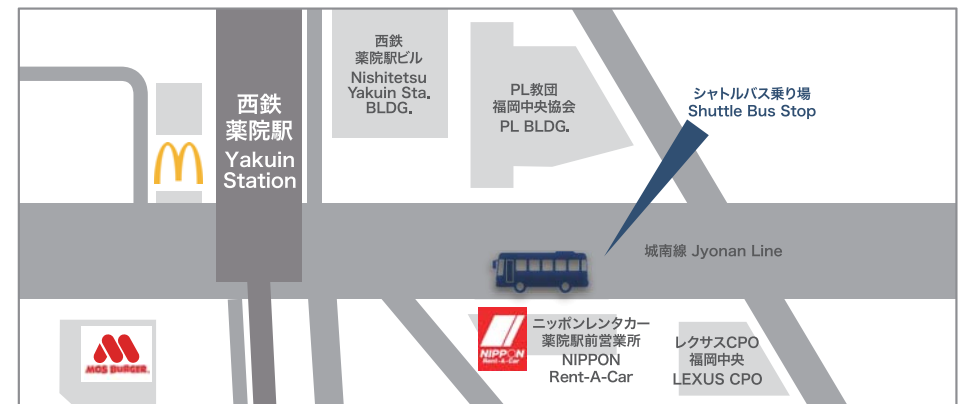 西鉄
薬院駅
Yakuin
Station
西鉄
薬院駅ビル
Nishitetsu
Yakuin Sta.
BLDG.
PL教団
福岡中央協会
PL BLDG.
シャトルバス乗り場
Shuttle Bus Stop
城南線 Jyonan Line
MOS BURGER.
NIPPON
Rent-A-Car
ニッポンレンタカー
薬院駅前営業所
NIPPON
Rent-A-Car
レクサスCPO
福岡中央
LEXUS CPO